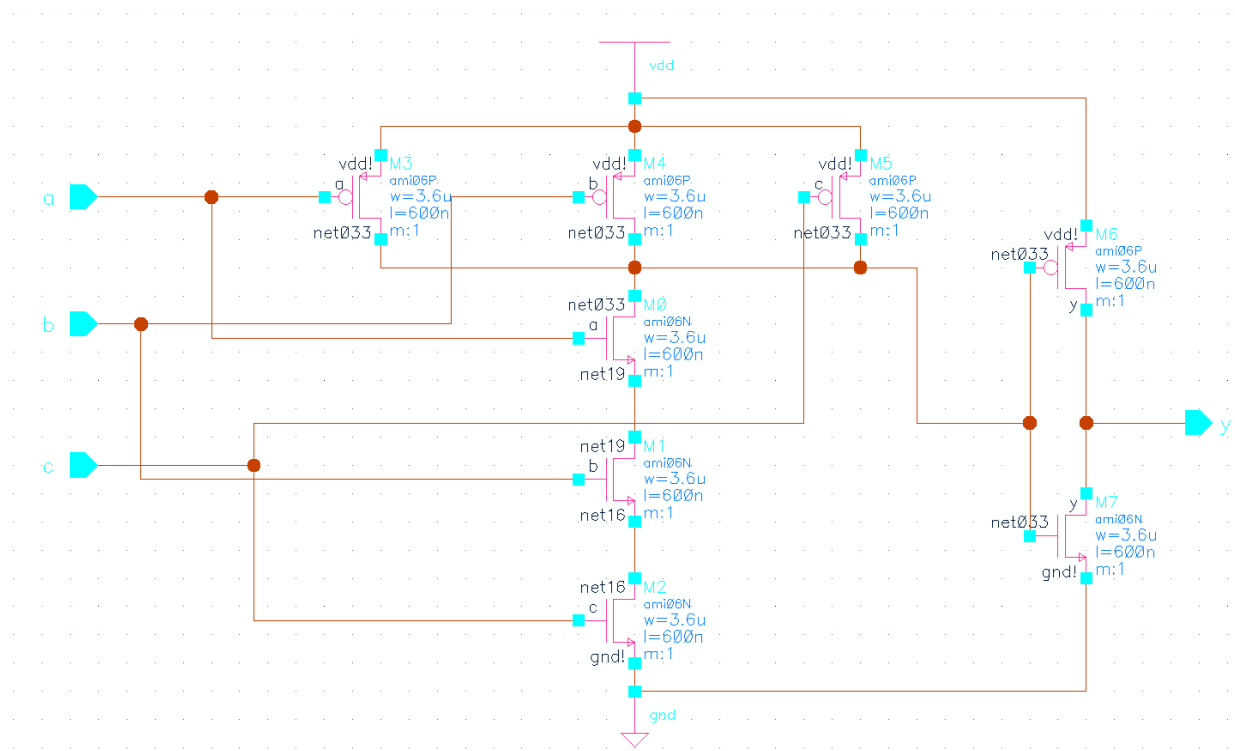 vdd
vdd!
M3
a
ami06P
w=3.6u
l=600n
m:1
net033
vdd!
M4
b
ami06P
w=3.6u
l=600n
m:1
net033
vdd!
M5
c
ami06P
w=3.6u
l=600n
m:1
net033
a
vdd!
M6
net033
ami06P
w=3.6u
l=600n
m:1
y
net033
M0
a
ami06N
w=3.6u
l=600n
m:1
net19
b
net19
M1
b
ami06N
w=3.6u
l=600n
m:1
net16
c
y
y
M7
net033
ami06N
w=3.6u
l=600n
m:1
gnd!
net16
M2
c
ami06N
w=3.6u
l=600n
m:1
gnd!
gnd